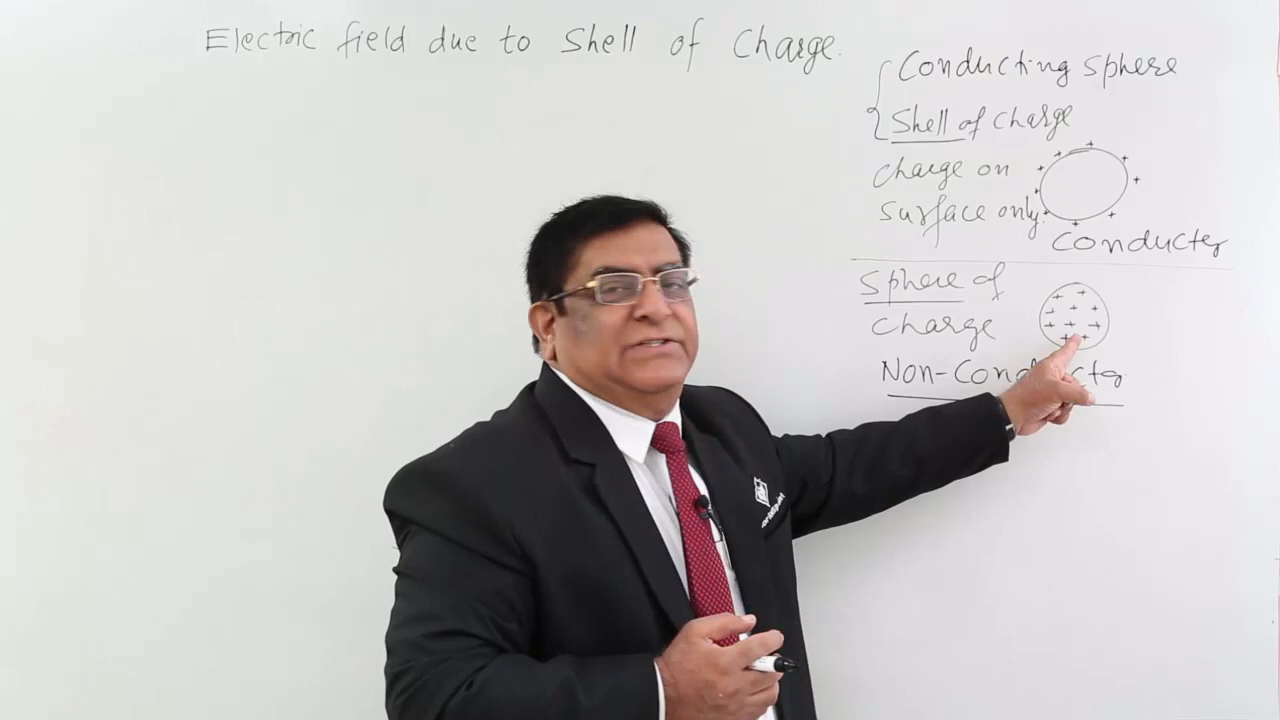 Electric field due to Shell of Charge.
Conducting sphere
Shell of charge
charge on
surface only.
Conducter
Sphere of
charge